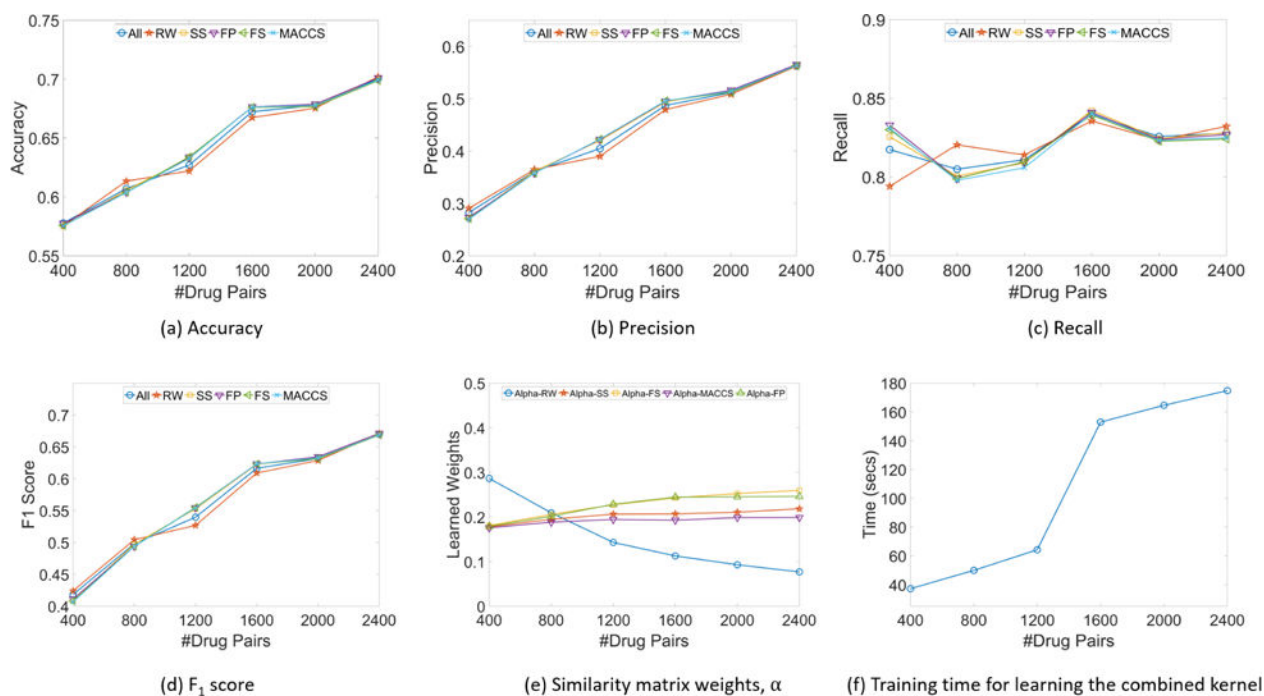 0.75
All RW SS FP FS MACCS
0.7
0.65
0.6
0.55
Accuracy
400 800 1200 1600 2000 2400
#Drug Pairs
(a) Accuracy
All RW SS FP FS MACCS
0.6
0.5
0.4
0.3
0.2
Precision
400 800 1200 1600 2000 2400
#Drug Pairs
(b) Precision
0.9
All RW SS FP FS MACCS
0.85
0.8
0.75
Recall
400 800 1200 1600 2000 2400
#Drug Pairs
(c) Recall
All RW SS FP FS MACCS
0.7
0.65
0.6
0.55
0.5
0.45
0.4
F1 Score
400 800 1200 1600 2000 2400
#Drug Pairs
(d) F₁ score
0.5
Alpha-RW Alpha-SS Alpha-FS Alpha-MACCS Alpha-FP
0.4
0.3
0.2
0.1
0
Learned Weights
400 800 1200 1600 2000 2400
#Drug Pairs
(e) Similarity matrix weights, α
180
160
140
120
100
80
60
40
Time (secs)
400 800 1200 1600 2000 2400
#Drug Pairs
(f) Training time for learning the combined kernel